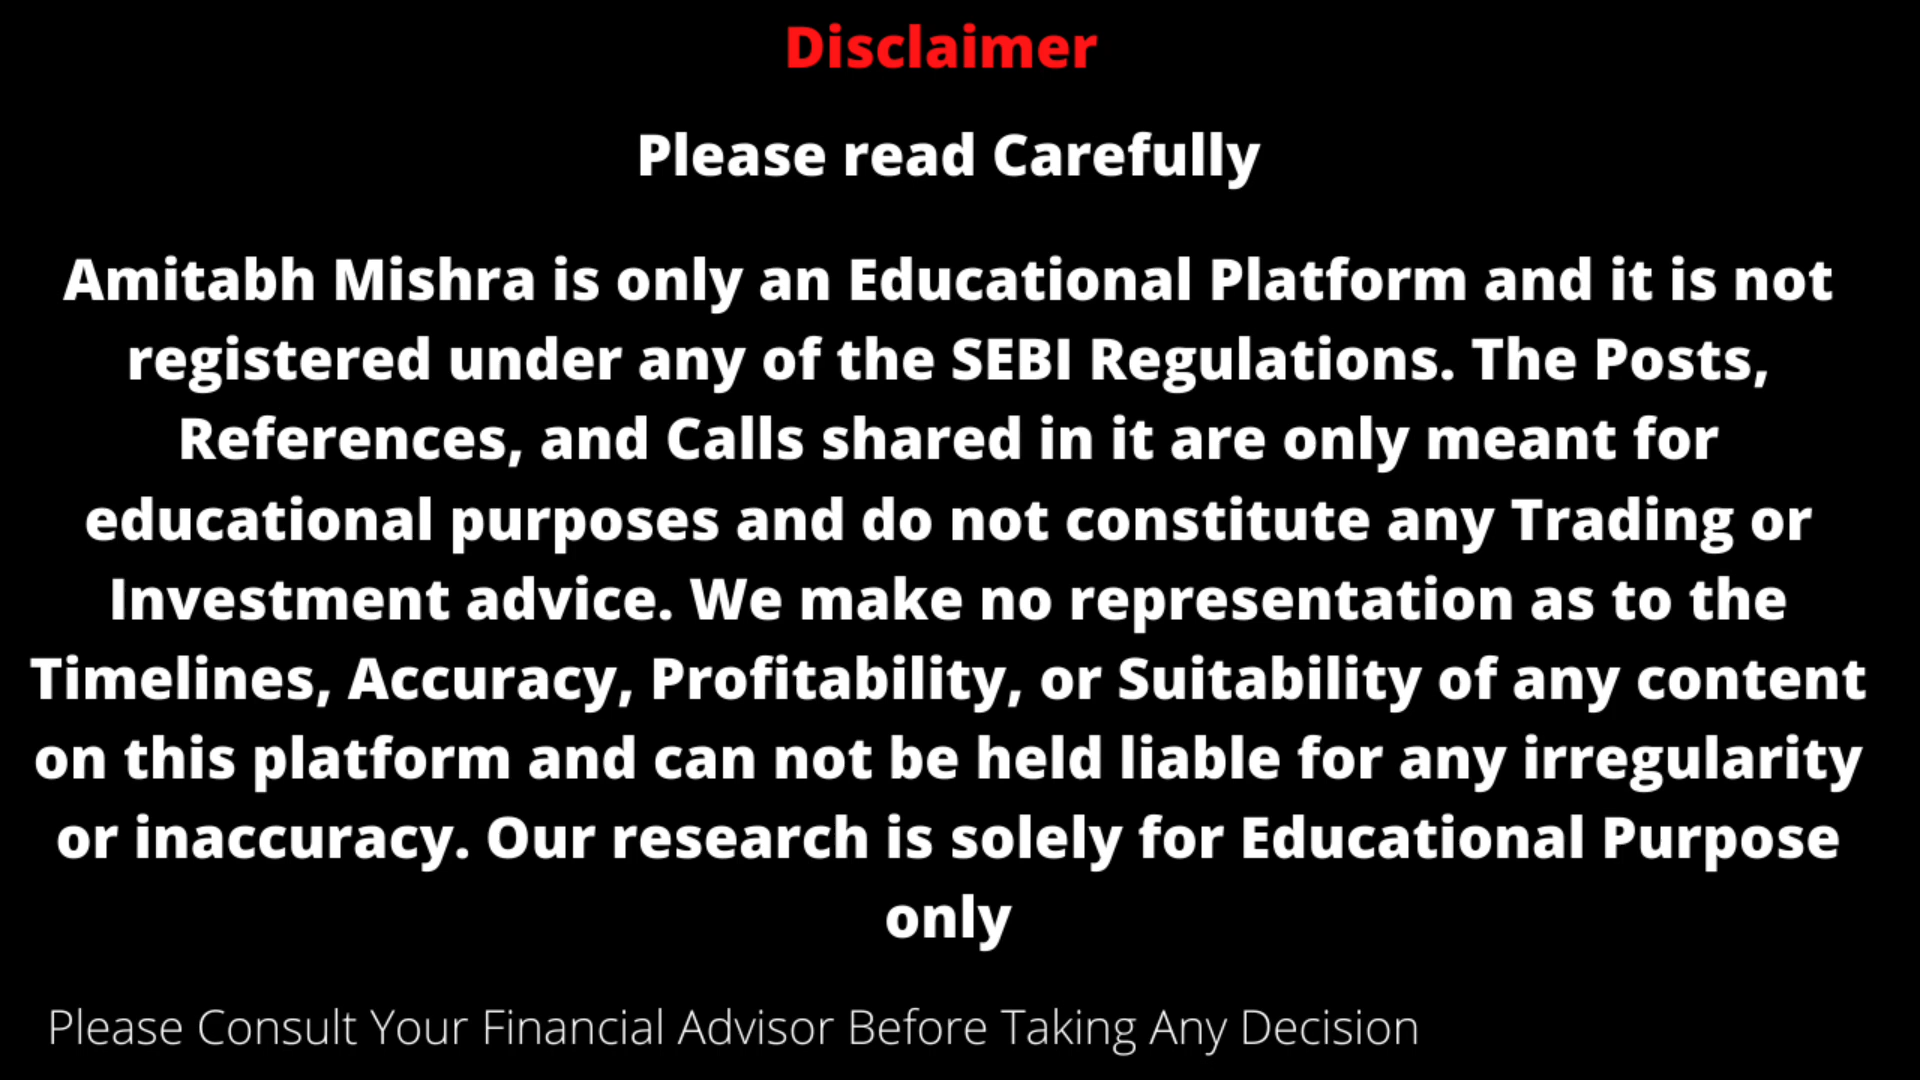 Disclaimer
Please read Carefully
Amitabh Mishra is only an Educational Platform and it is not
registered under any of the SEBI Regulations. The Posts,
References, and Calls shared in it are only meant for
educational purposes and do not constitute any Trading or
Investment advice. We make no representation as to the
Timelines, Accuracy, Profitability, or Suitability of any content
on this platform and can not be held liable for any irregularity
or inaccuracy. Our research is solely for Educational Purpose
only
Please Consult Your Financial Advisor Before Taking Any Decision